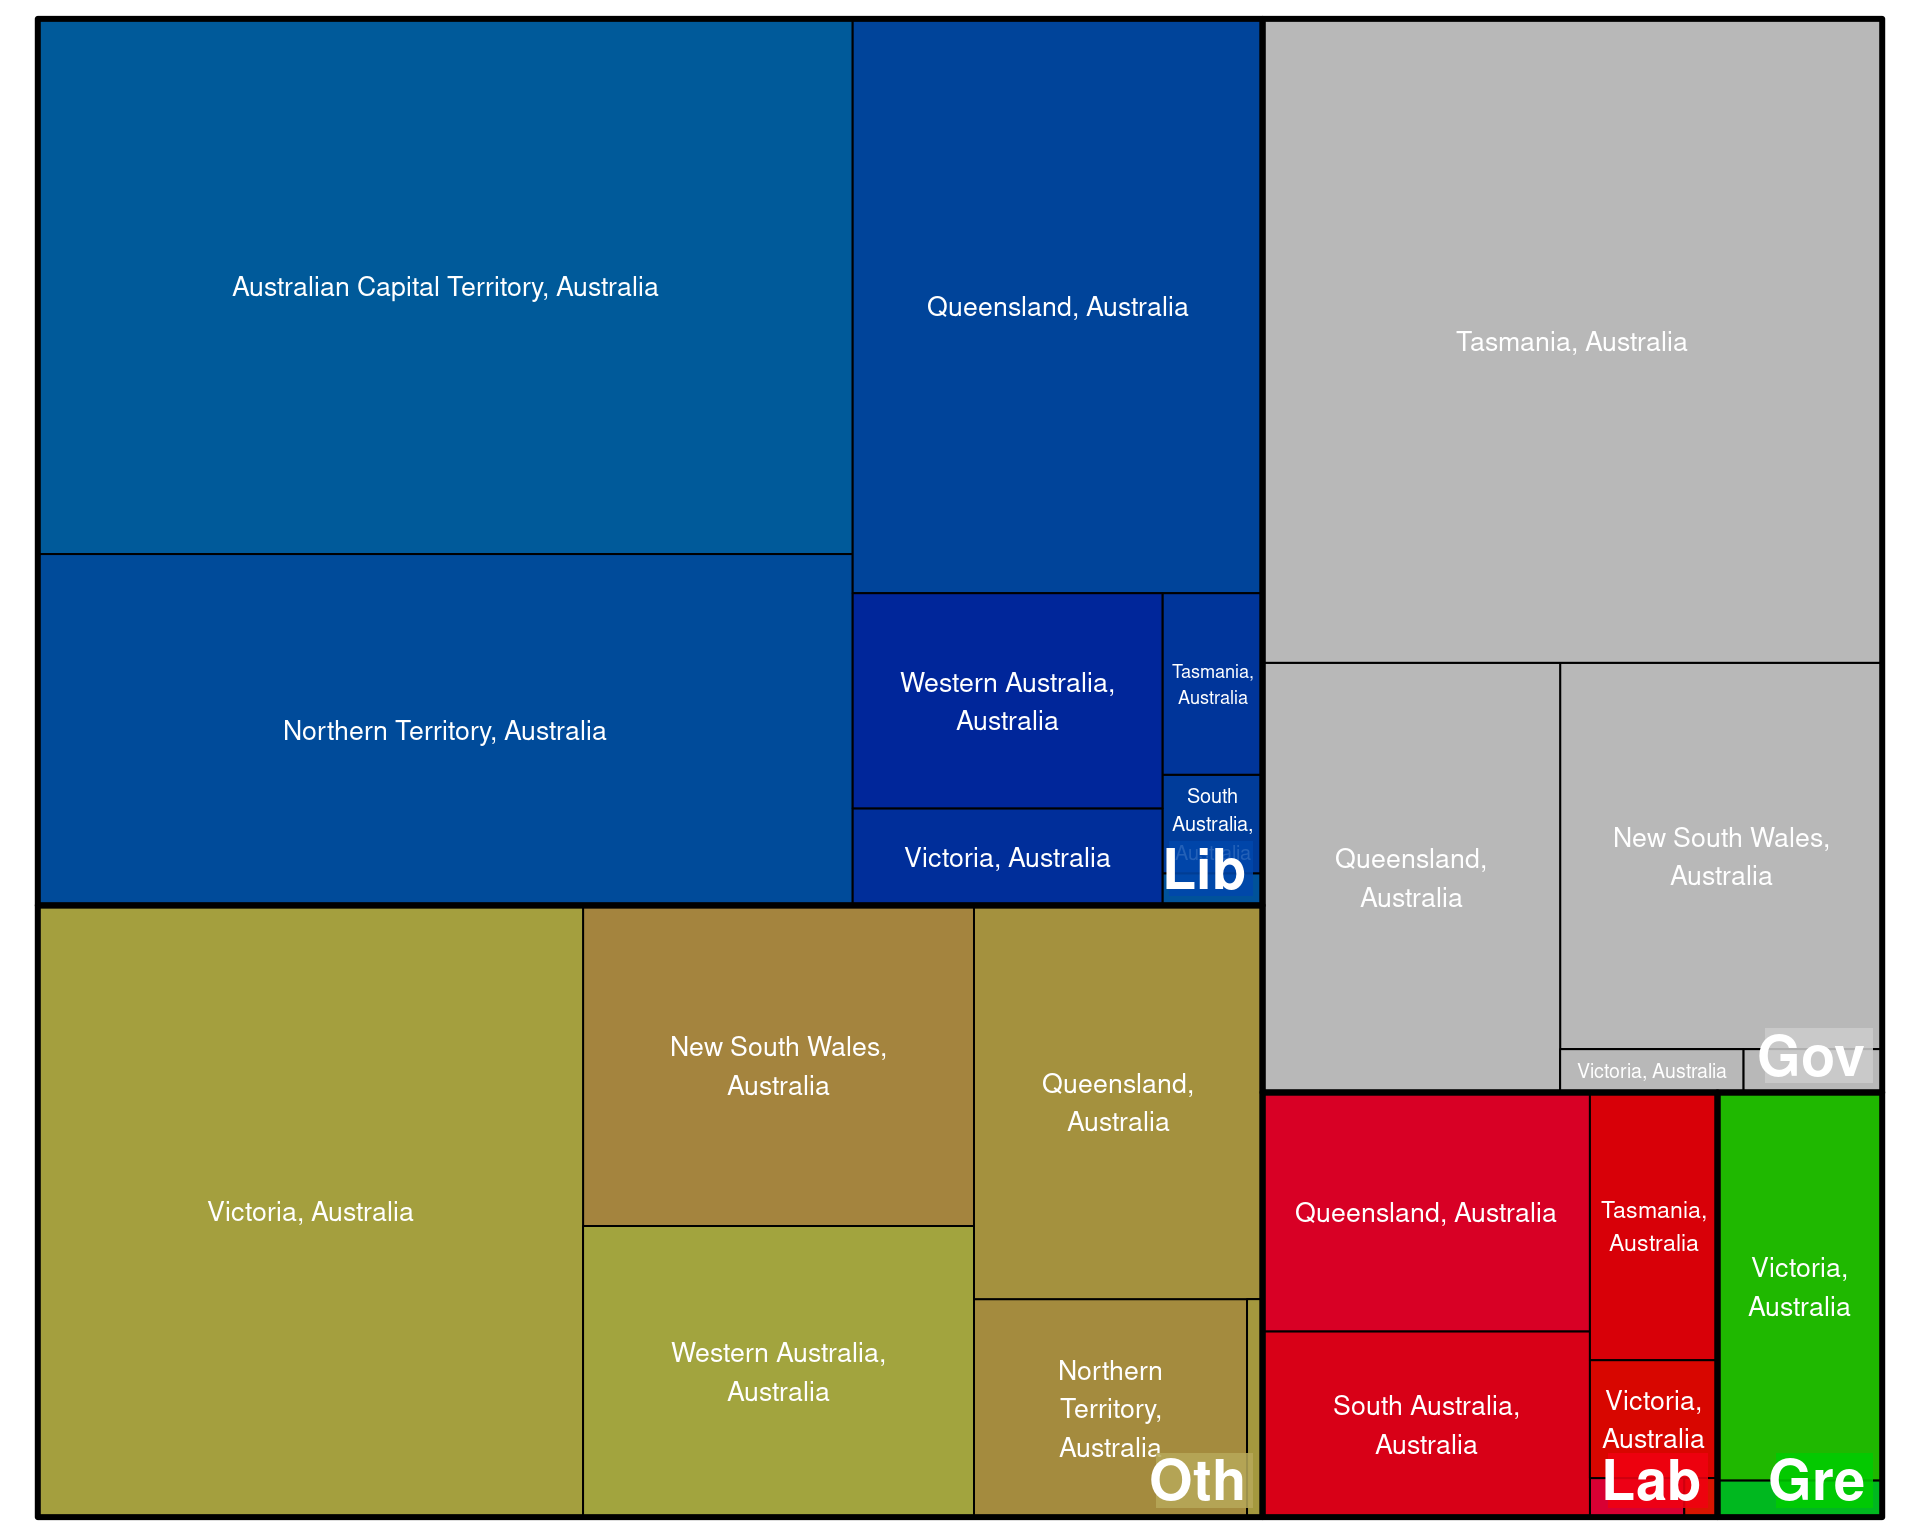 Australian Capital Territory, Australia
Queensland, Australia
Tasmania, Australia
Northern Territory, Australia
Western Australia,
Australia
Tasmania,
Australia
South
Australia,
Australia
Victoria, Australia
Lib
Queensland,
Australia
New South Wales,
Australia
Victoria, Australia
Gov
Victoria, Australia
New South Wales,
Australia
Queensland,
Australia
Western Australia,
Australia
Northern
Territory,
Australia
Oth
Queensland, Australia
Tasmania,
Australia
South Australia,
Australia
Victoria,
Australia
Lab
Victoria,
Australia
Gre